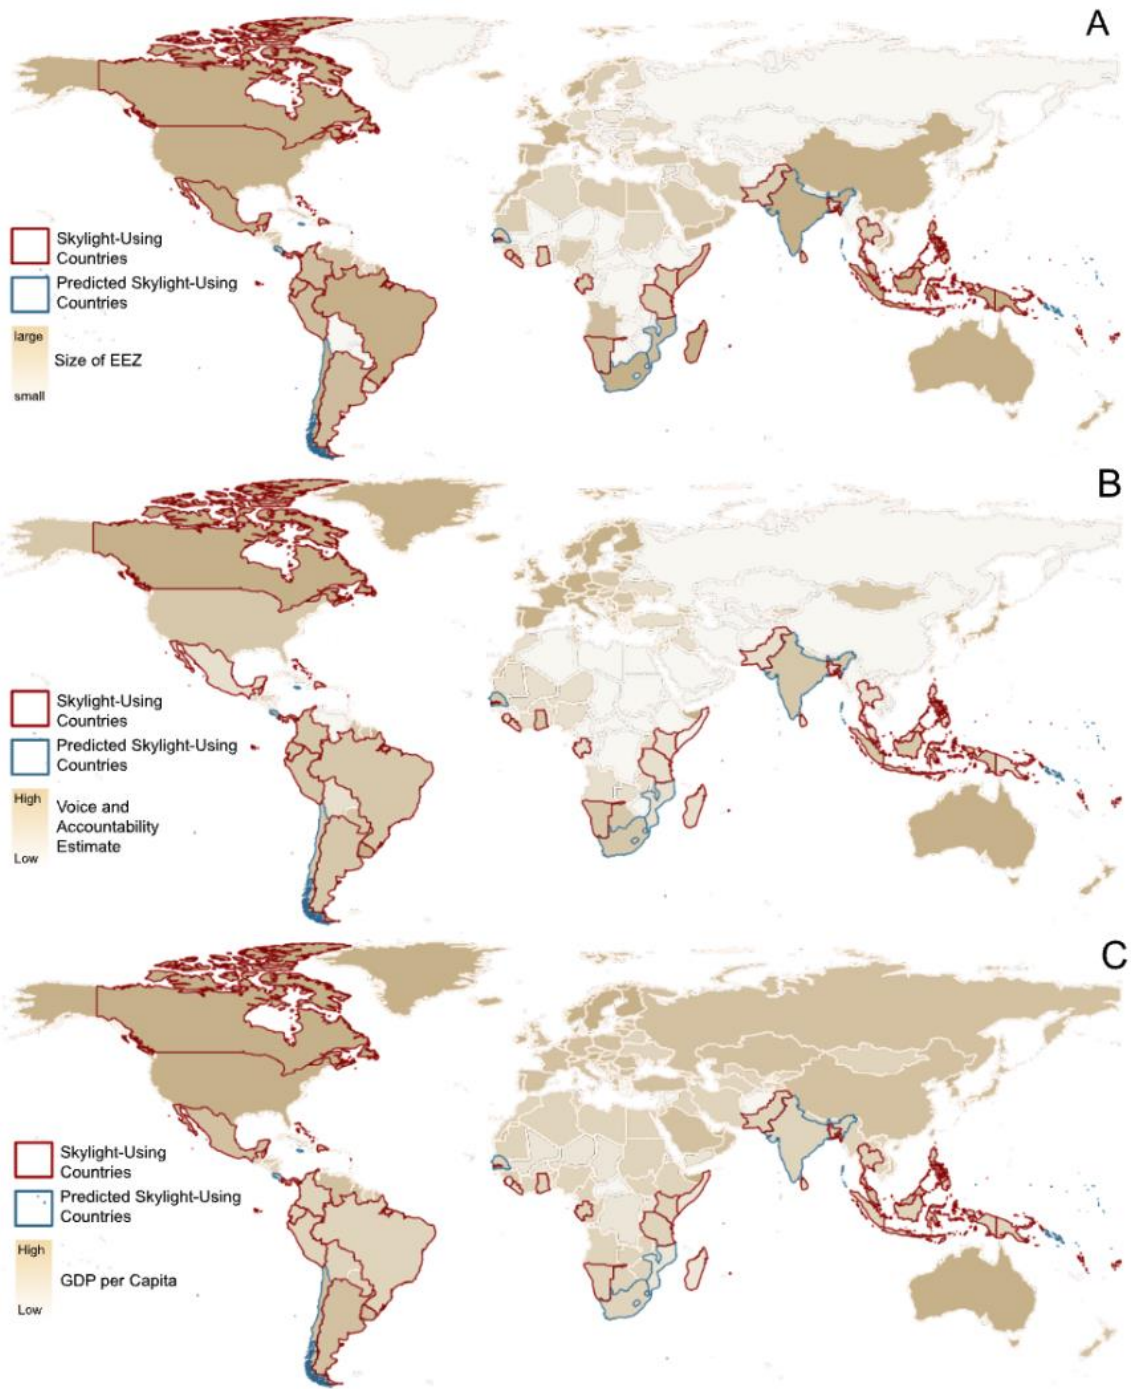 A
Skylight-Using
Countries
Predicted Skylight-Using
Countries
large
Size of EEZ
small
B
Skylight-Using
Countries
Predicted Skylight-Using
Countries
High
Voice and
Accountability
Estimate
Low
C
Skylight-Using
Countries
Predicted Skylight-Using
Countries
High
GDP per Capita
Low